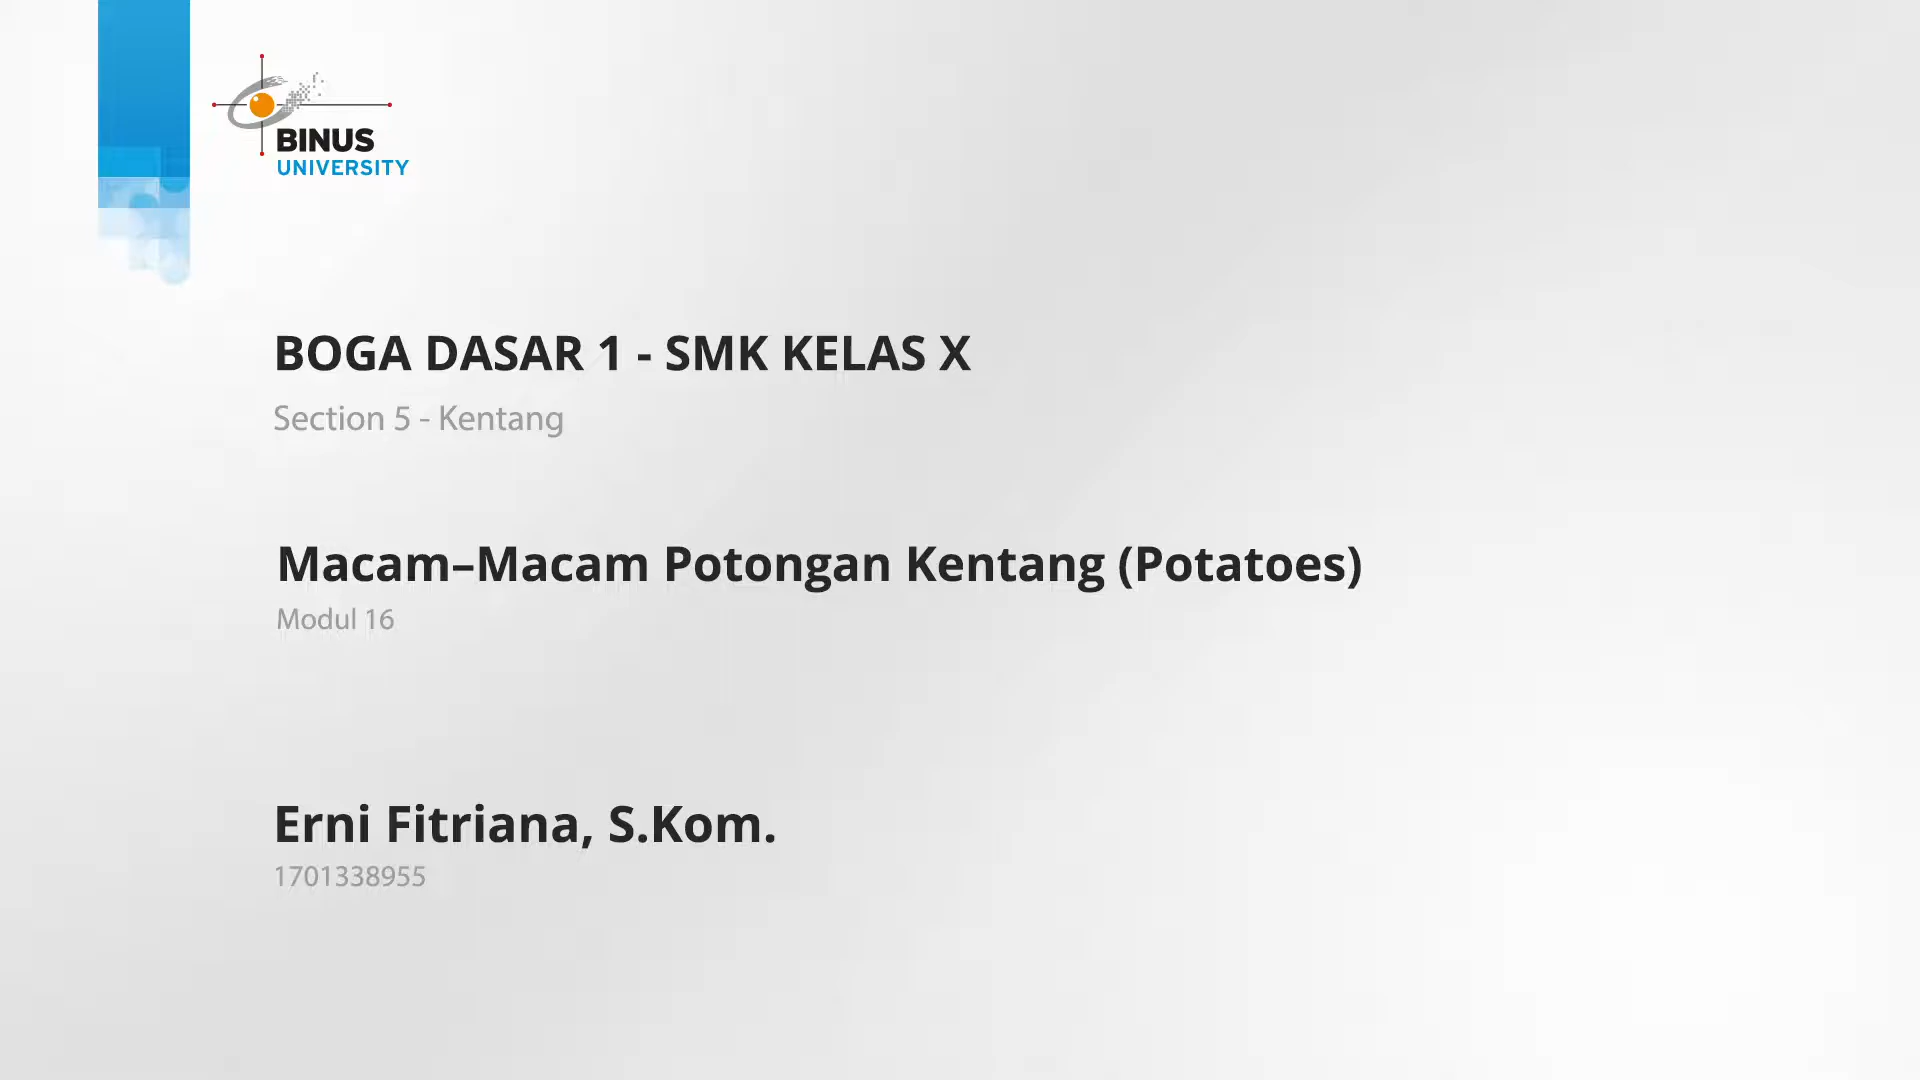 BINUS
UNIVERSITY
BOGA DASAR 1 - SMK KELAS X
Section 5 - Kentang
Macam–Macam Potongan Kentang (Potatoes)
Modul 16
Erni Fitriana, S.Kom.
1701338955